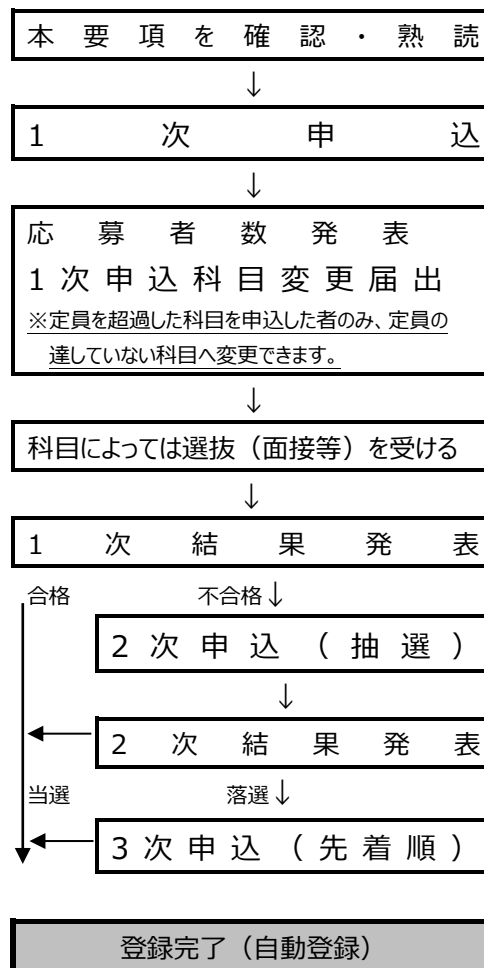 本要項を確認・熟読
↓
1次申込
↓
応募者数発表
1次申込科目変更届出
※定員を超過した科目を申込した者のみ、定員の
達していない科目へ変更できます。
↓
科目によっては選抜（面接等）を受ける
↓
1次結果発表
合格 不合格↓
2次申込（抽選）
↓
2次結果発表
当選 落選↓
3次申込（先着順）
登録完了（自動登録）